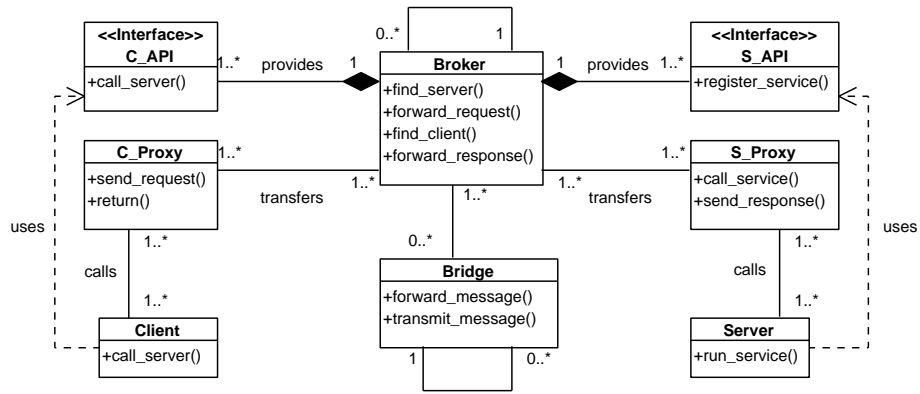 0..*
1
<<Interface>>
C_API
+call_server()
1..*
provides
1
Broker
+find_server()
+forward_request()
+find_client()
+forward_response()
1
provides
1..*
<<Interface>>
S_API
+register_service()
C_Proxy
+send_request()
+return()
1..*
transfers
1..*
1..*
1..*
transfers
1..*
S_Proxy
+call_service()
+send_response()
uses
1..*
calls
1..*
0..*
Bridge
+forward_message()
+transmit_message()
1
0..*
1..*
calls
1..*
uses
Client
+call_server()
Server
+run_service()